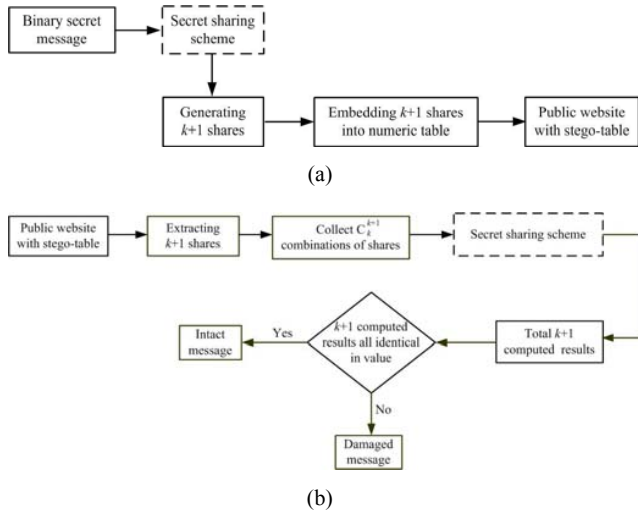 Binary secret
message
Secret sharing
scheme
Generating
k+1 shares
Embedding k+1 shares
into numeric table
Public website
with stego-table
(a)
Public website
with stego-table
Extracting
k+1 shares
Collect C_k^{k+1}
combinations of shares
Secret sharing scheme
Total k+1
computed results
k+1 computed
results all identical
in value
Yes
Intact
message
No
Damaged
message
(b)